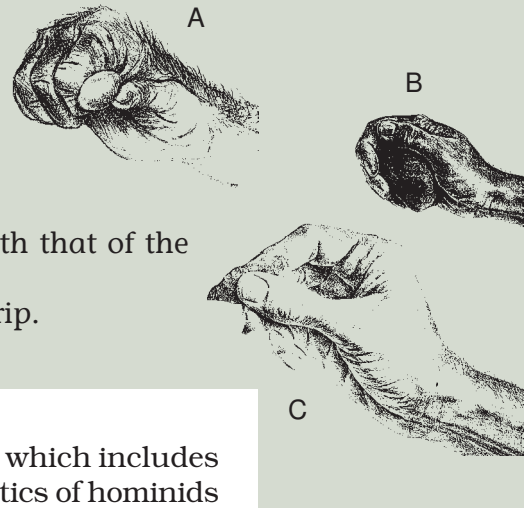 A
B
th that of the
rip.
C
which includes
tics of hominids